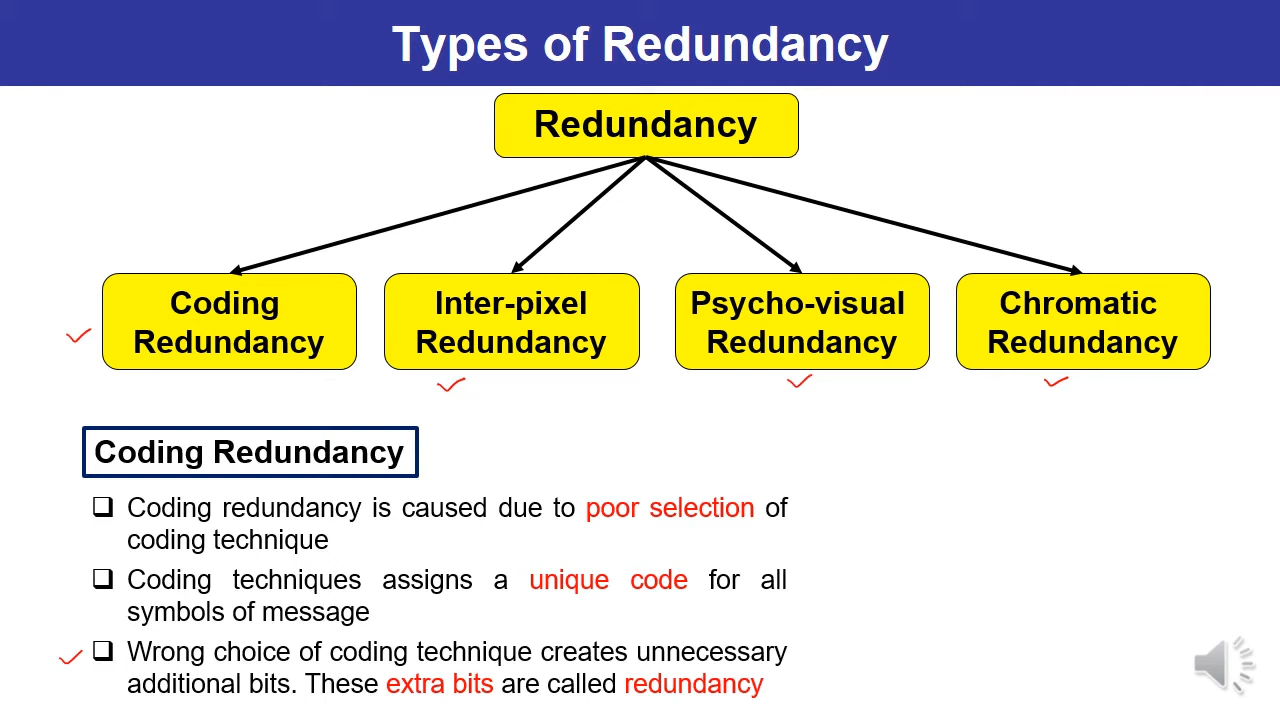 Types of Redundancy
Redundancy
Coding
Redundancy
Inter-pixel
Redundancy
Psycho-visual
Redundancy
Chromatic
Redundancy
Coding Redundancy
Coding redundancy is caused due to poor selection of
coding technique
Coding techniques assigns a unique code for all
symbols of message
Wrong choice of coding technique creates unnecessary
additional bits. These extra bits are called redundancy